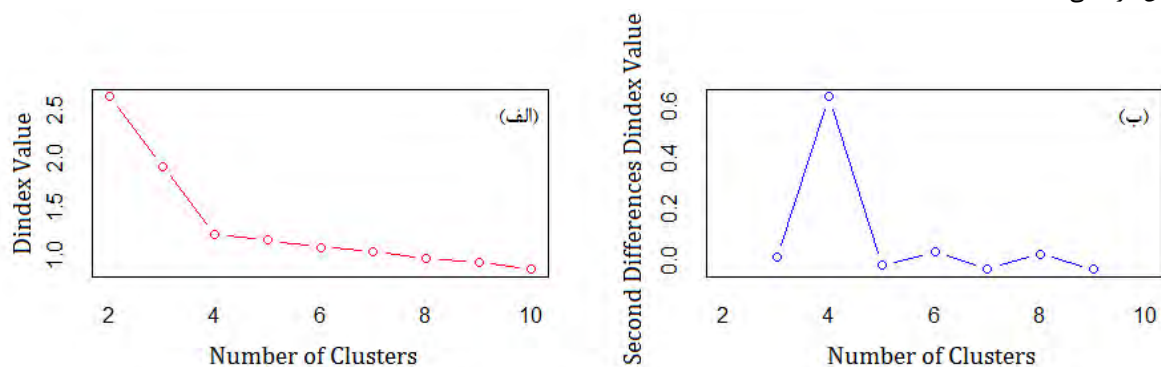 Dindex Value
2.5
2.0
1.5
1.0
(الف)
2 4 6 8 10
Number of Clusters
Second Differences Dindex Value
0.6
0.4
0.2
0.0
(ب)
2 4 6 8 10
Number of Clusters